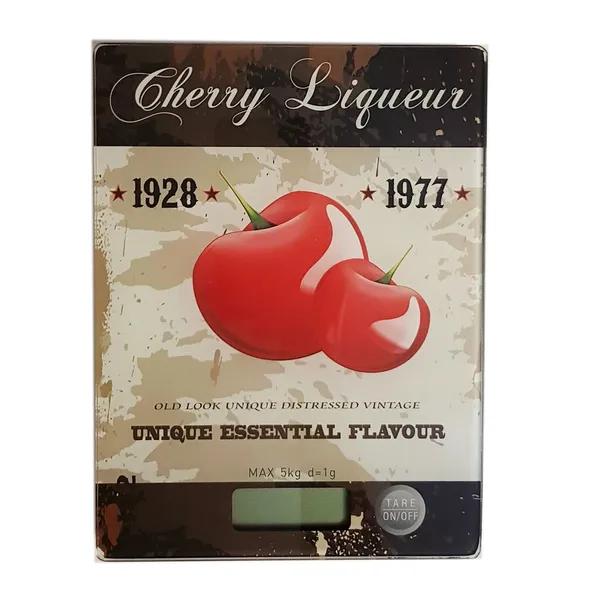 Cherry Liqueur
1928 1977
OLD LOOK UNIQUE DISTRESSED VINTAGE
UNIQUE ESSENTIAL FLAVOUR
MAX 5kg d=1g
TARE
ON/OFF